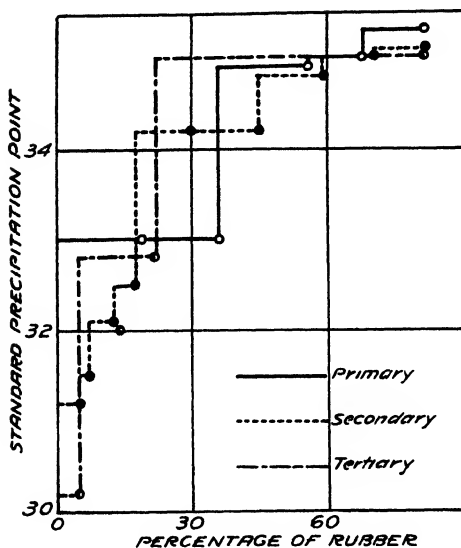 STANDARD PRECIPITATION POINT
34
32
30
Primary
Secondary
Tertiary
0
30
60
PERCENTAGE OF RUBBER